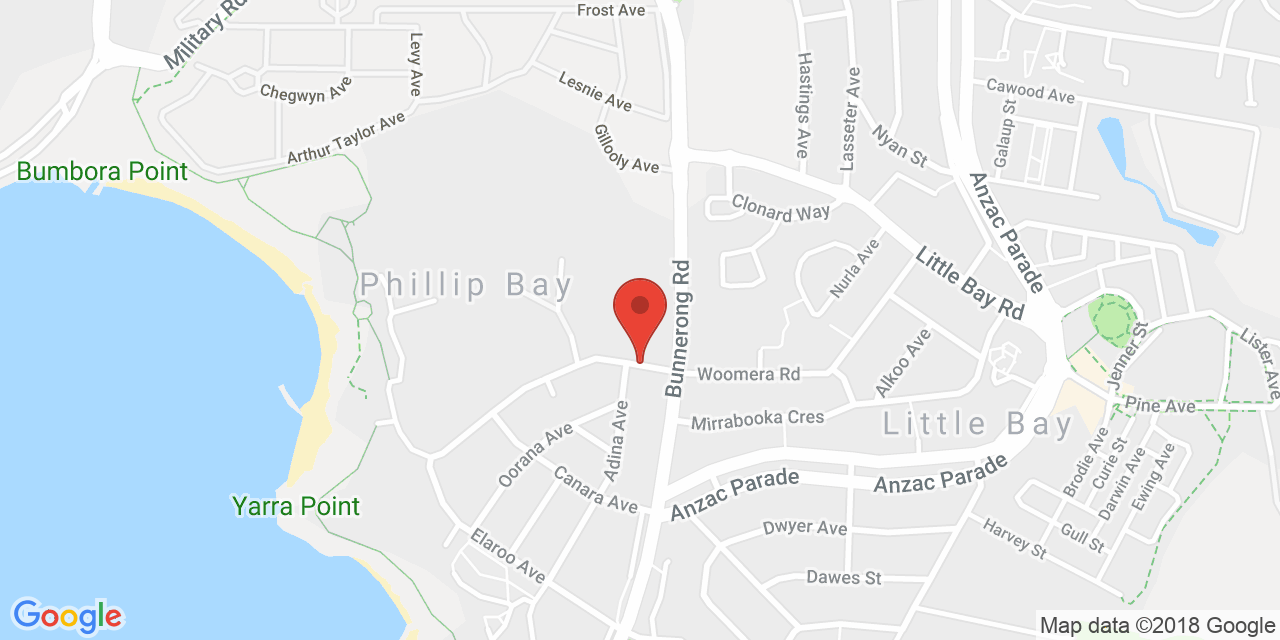 Frost Ave
Military Rd
Levy Ave
Lesnie Ave
Chegwyn Ave
Arthur Taylor Ave
Gillooly Ave
Hastings Ave
Lasseter Ave
Nyan St
Cawood Ave
Galaup St
Bumbora Point
Clonard Way
Anzac Parade
Nurla Ave
Little Bay Rd
Phillip Bay
Bunnerong Rd
Woomera Rd
Alkoo Ave
Jenner St
Lister Ave
Pine Ave
Mirrabooka Cres
Little Bay
Adina Ave
Oorana Ave
Canara Ave
Anzac Parade
Anzac Parade
Brodie Ave
Curie St
Darwin Ave
Ewing Ave
Yarra Point
Elaroo Ave
Dwyer Ave
Harvey St
Gull St
Dawes St
Google
Map data ©2018 Google